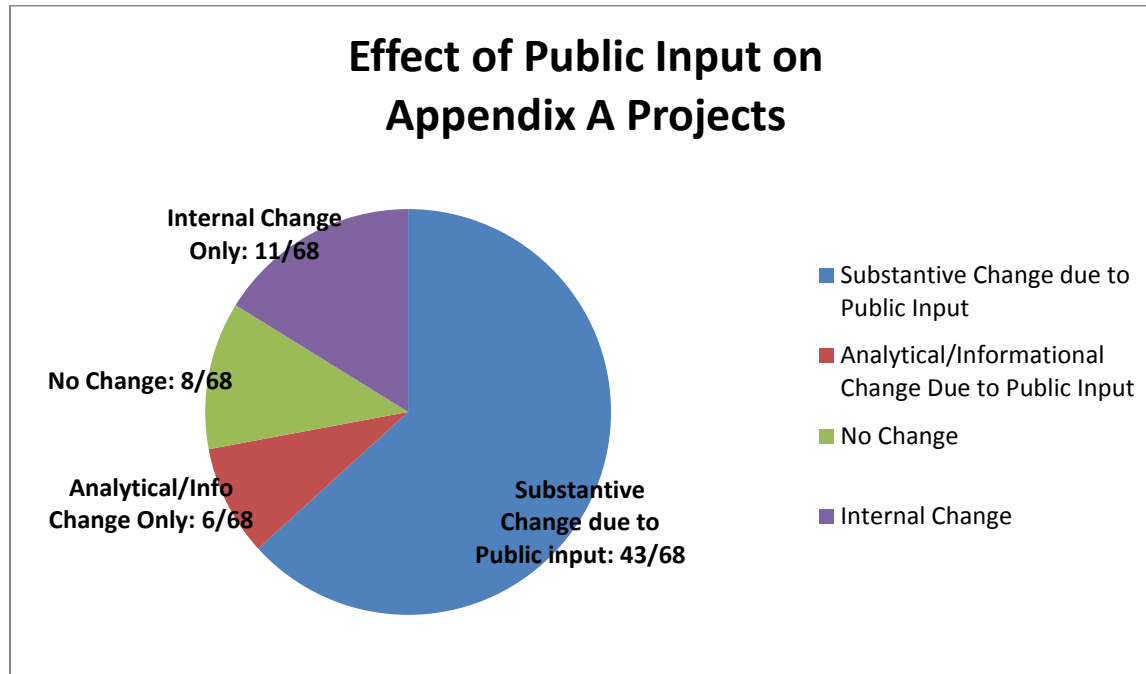 Effect of Public Input on
Appendix A Projects
Internal Change
Only: 11/68
No Change: 8/68
Analytical/Info
Change Only: 6/68
Substantive
Change due to
Public input: 43/68
Substantive Change due to
Public Input
Analytical/Informational
Change Due to Public Input
No Change
Internal Change